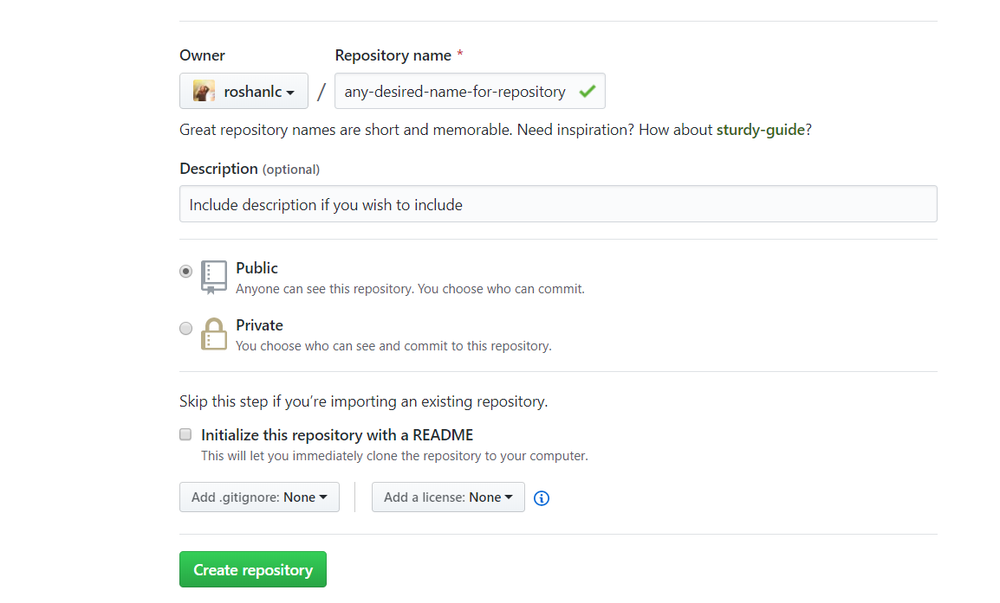 Owner Repository name *
roshanlc / any-desired-name-for-repository
Great repository names are short and memorable. Need inspiration? How about sturdy-guide?
Description (optional)
Include description if you wish to include
Public
Anyone can see this repository. You choose who can commit.
Private
You choose who can see and commit to this repository.
Skip this step if you’re importing an existing repository.
Initialize this repository with a README
This will let you immediately clone the repository to your computer.
Add .gitignore: None Add a license: None
Create repository